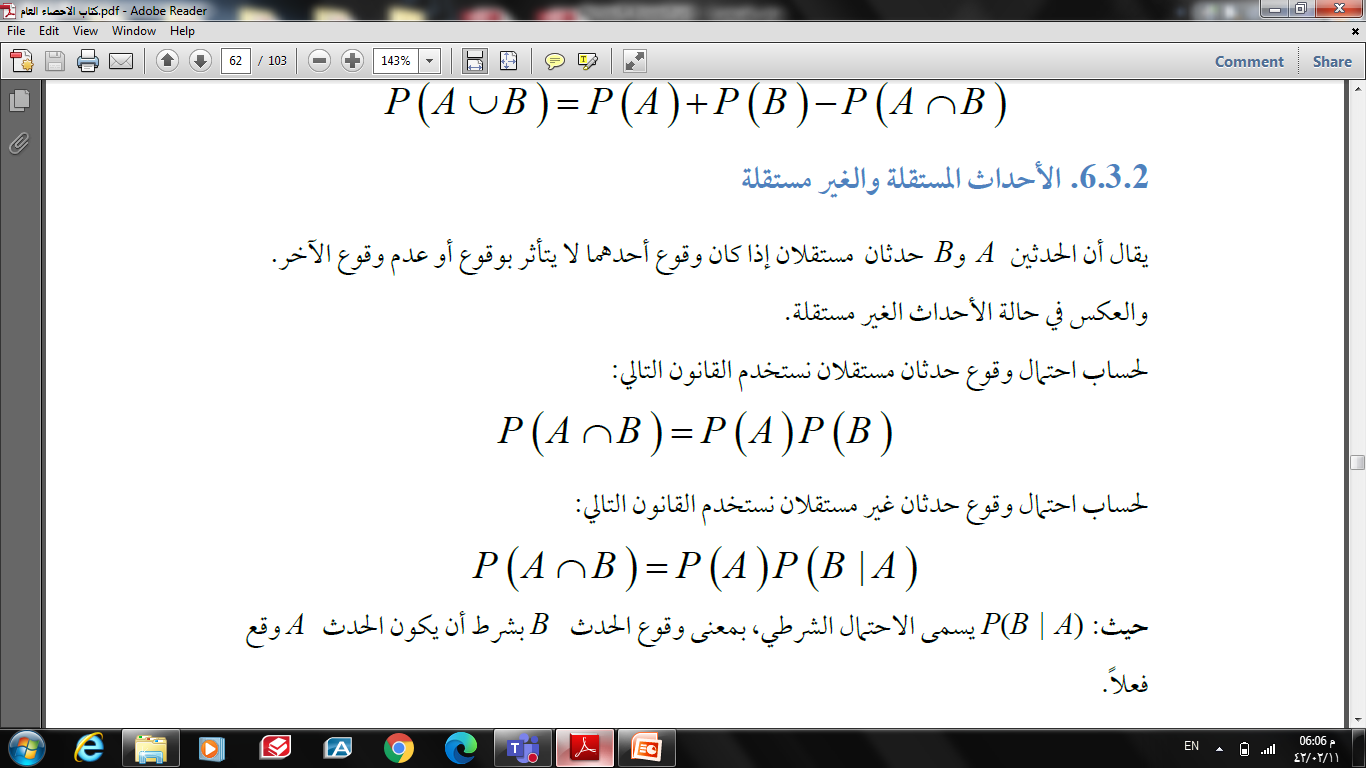 كتاب الاحصاء العام.pdf - Adobe Reader
File Edit View Window Help
62 / 103 143% Comment Share
P(A ∪ B) = P(A) + P(B) − P(A ∩ B)
6.3.2. الأحداث المستقلة والغير مستقلة
يقال أن الحدثين A و B حدثان مستقلان إذا كان وقوع أحدهما لا يتأثر بوقوع أو عدم وقوع الآخر.
والعكس في حالة الأحداث الغير مستقلة.
لحساب احتمال وقوع حدثان مستقلان نستخدم القانون التالي:
P(A ∩ B) = P(A)P(B)
لحساب احتمال وقوع حدثان غير مستقلان نستخدم القانون التالي:
P(A ∩ B) = P(A)P(B | A)
حيث: P(B | A) يسمى الاحتمال الشرطي، بمعنى وقوع الحدث B بشرط أن يكون الحدث A وقع
فعلاً.
EN
06:06 م
٤٢/٠٢/١١